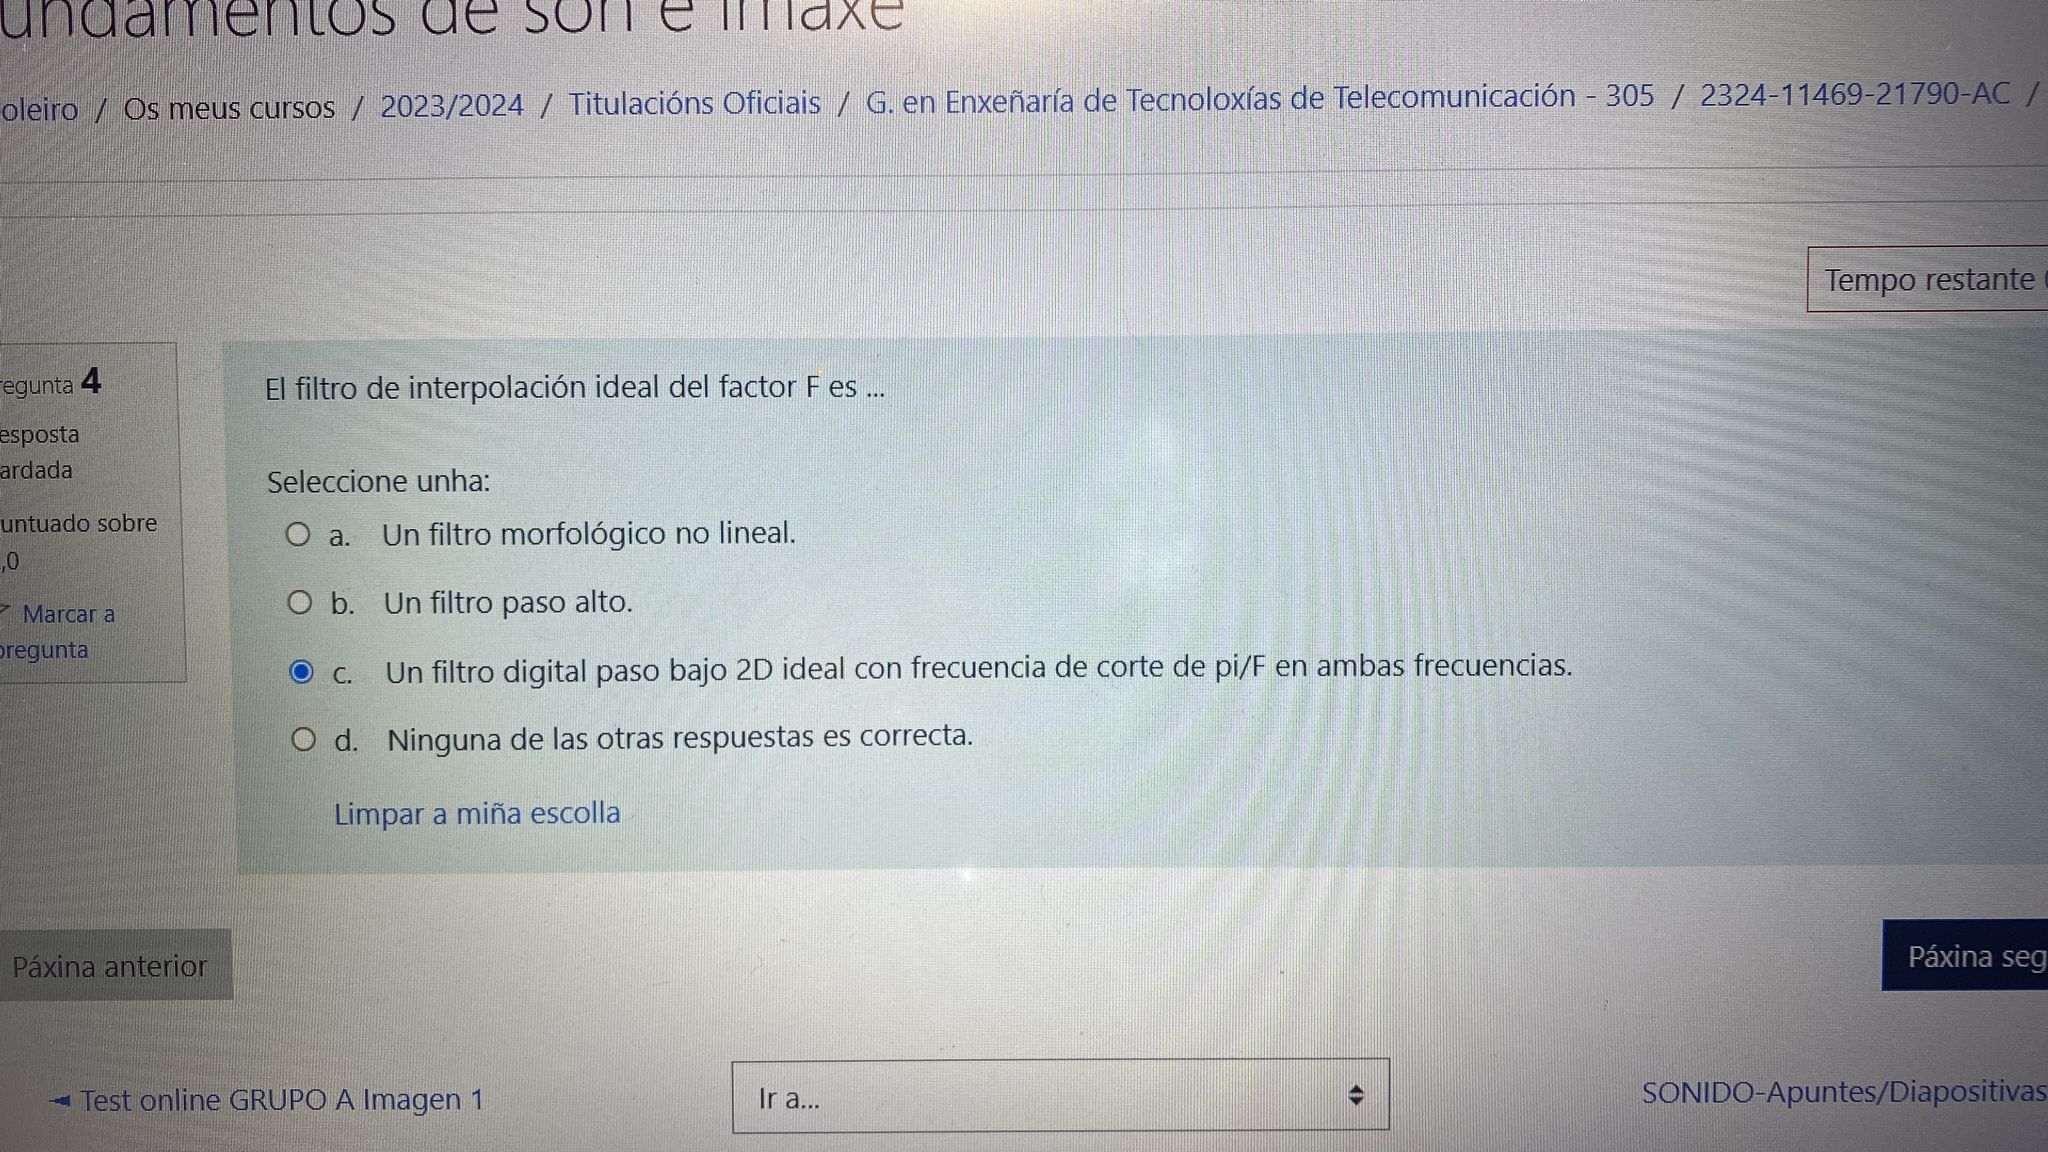 undamentos de son e imaxe
oleiro / Os meus cursos / 2023/2024 / Titulacións Oficiais / G. en Enxeñaría de Tecnoloxías de Telecomunicación - 305 / 2324-11469-21790-AC /
Tempo restante
regunta 4
esposta
ardada
untuado sobre
,0
Marcar a
pregunta
El filtro de interpolación ideal del factor F es ...
Seleccione unha:
a. Un filtro morfológico no lineal.
b. Un filtro paso alto.
c. Un filtro digital paso bajo 2D ideal con frecuencia de corte de pi/F en ambas frecuencias.
d. Ninguna de las otras respuestas es correcta.
Limpar a miña escolla
Páxina anterior
Páxina seg
◄ Test online GRUPO A Imagen 1
Ir a...
SONIDO-Apuntes/Diapositivas